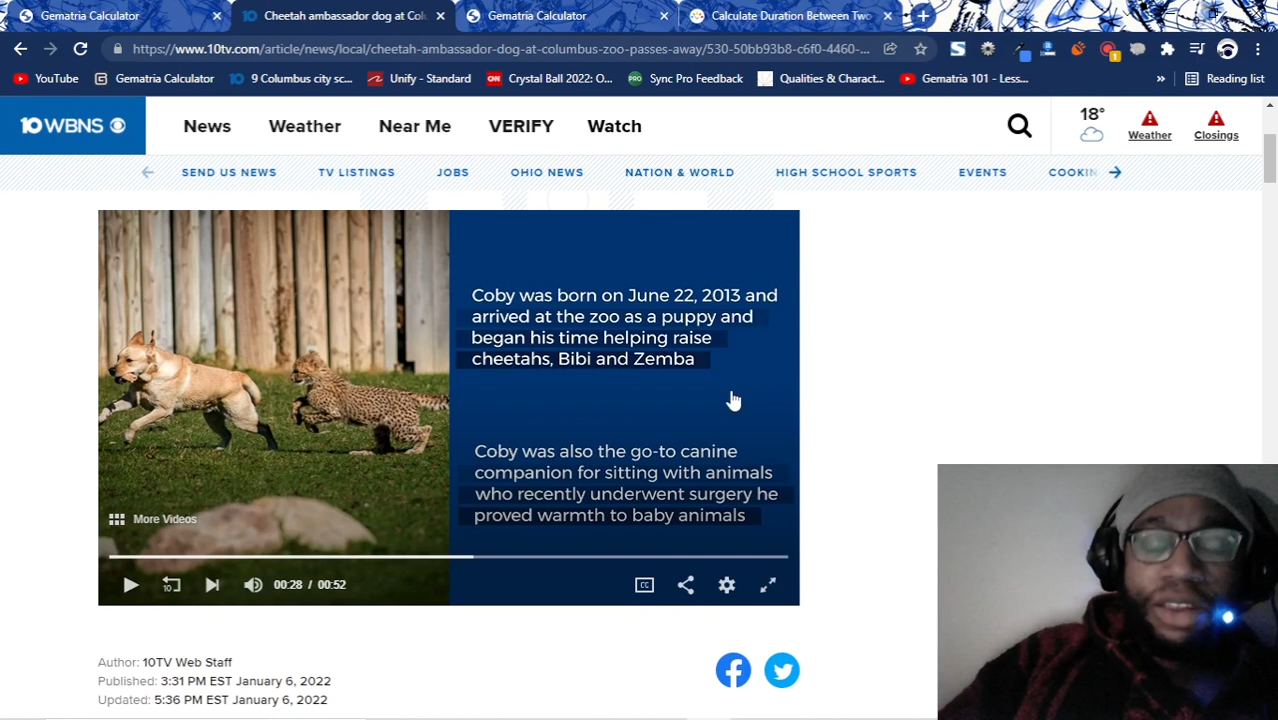 Gematria Calculator
Cheetah ambassador dog at Col
Gematria Calculator
Calculate Duration Between Two
https://www.10tv.com/article/news/local/cheetah-ambassador-dog-at-columbus-zoo-passes-away/530-50bb93b8-c6f0-4460-...
YouTube
Gematria Calculator
9 Columbus city sc...
Unify - Standard
Crystal Ball 2022: O...
Sync Pro Feedback
Qualities & Charact...
Gematria 101 - Less...
»
Reading list
10 WBNS
News
Weather
Near Me
VERIFY
Watch
18°
Weather
Closings
SEND US NEWS
TV LISTINGS
JOBS
OHIO NEWS
NATION & WORLD
HIGH SCHOOL SPORTS
EVENTS
COOKIN
Coby was born on June 22, 2013 and
arrived at the zoo as a puppy and
began his time helping raise
cheetahs, Bibi and Zemba
Coby was also the go-to canine
companion for sitting with animals
who recently underwent surgery he
proved warmth to baby animals
More Videos
10
00:28 / 00:52
CC
Author: 10TV Web Staff
Published: 3:31 PM EST January 6, 2022
Updated: 5:36 PM EST January 6, 2022